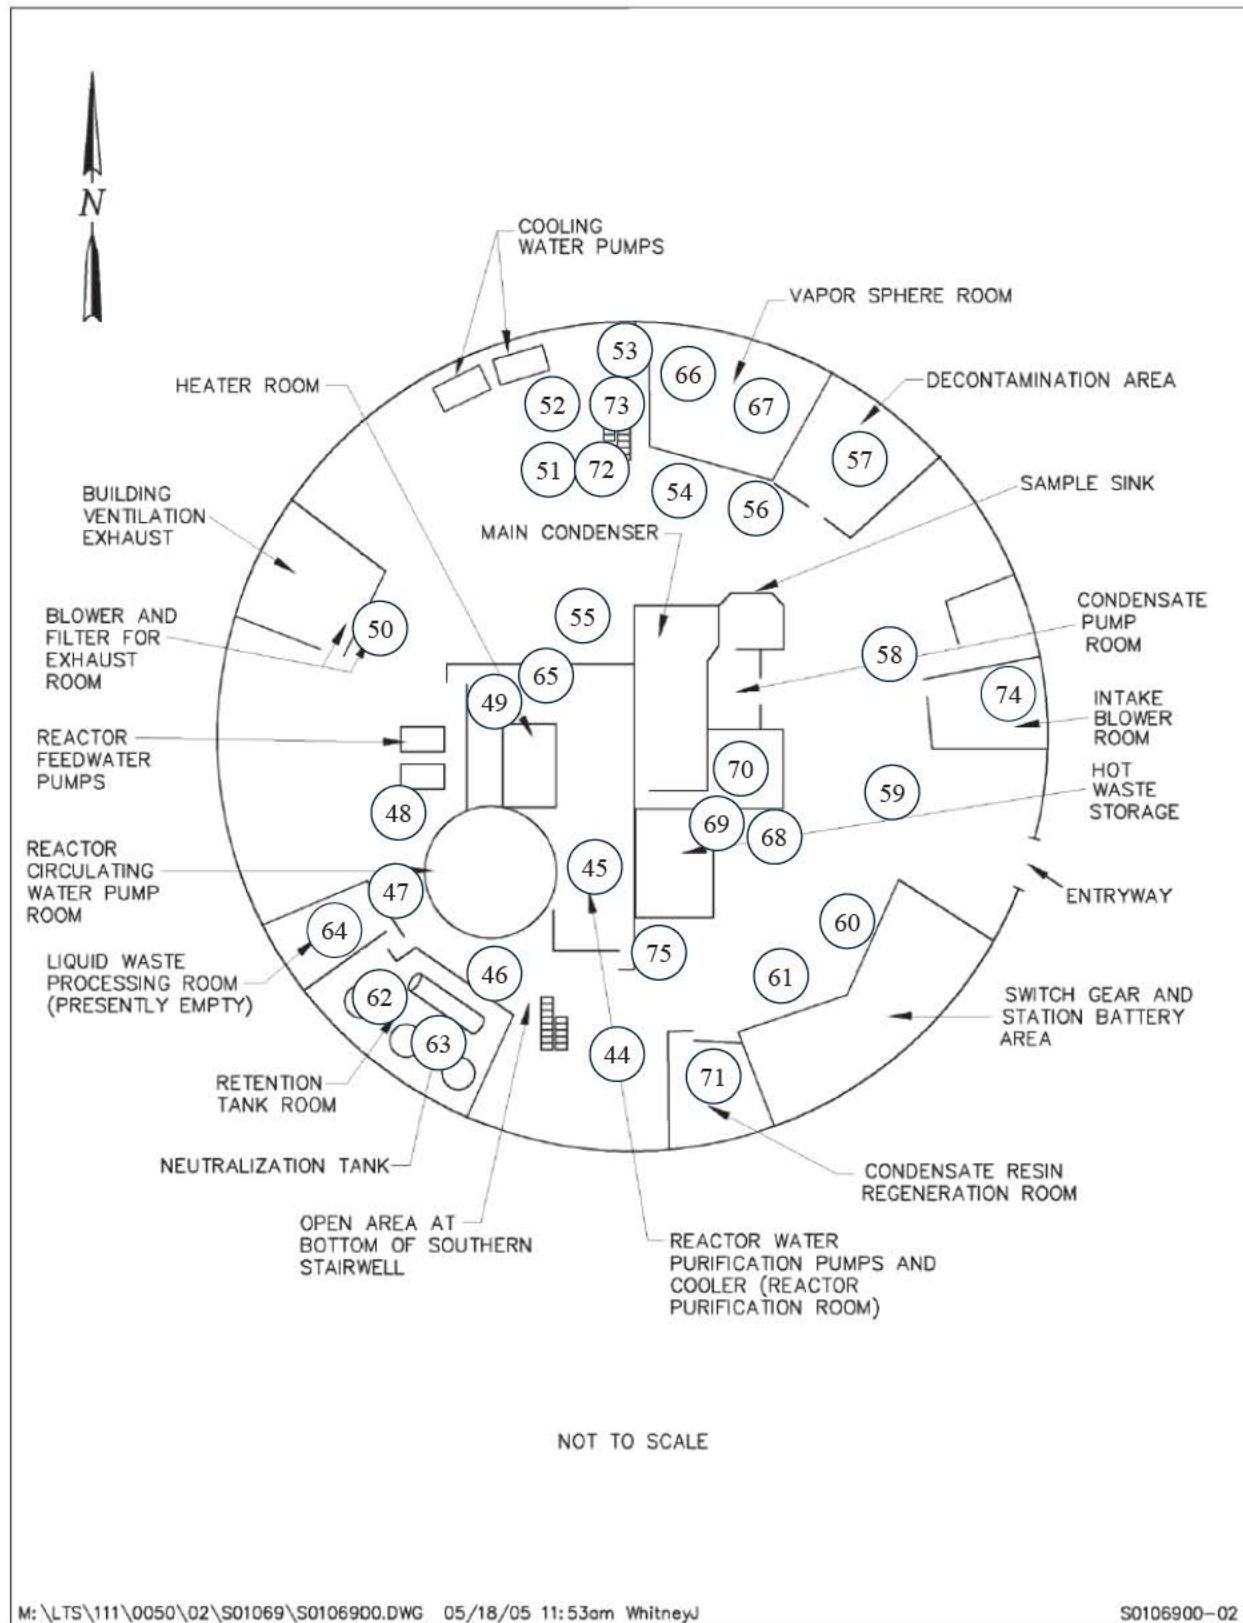 N
COOLING
WATER PUMPS
VAPOR SPHERE ROOM
HEATER ROOM
DECONTAMINATION AREA
53
66
52
73
67
57
51
72
54
56
SAMPLE SINK
BUILDING
VENTILATION
EXHAUST
MAIN CONDENSER
BLOWER AND
FILTER FOR
EXHAUST
ROOM
50
55
CONDENSATE
PUMP
ROOM
58
65
49
74
INTAKE
BLOWER
ROOM
REACTOR
FEEDWATER
PUMPS
70
HOT
WASTE
STORAGE
48
59
69
68
REACTOR
CIRCULATING
WATER PUMP
ROOM
47
45
ENTRYWAY
64
60
LIQUID WASTE
PROCESSING ROOM
(PRESENTLY EMPTY)
62
46
75
61
SWITCH GEAR AND
STATION BATTERY
AREA
63
44
71
RETENTION
TANK ROOM
NEUTRALIZATION TANK
CONDENSATE RESIN
REGENERATION ROOM
OPEN AREA AT
BOTTOM OF SOUTHERN
STAIRWELL
REACTOR WATER
PURIFICATION PUMPS AND
COOLER (REACTOR
PURIFICATION ROOM)
NOT TO SCALE
M:\LTS\111\0050\02\S01069\S0106900.DWG 05/18/05 11:53am WhitneyJ
S0106900-02